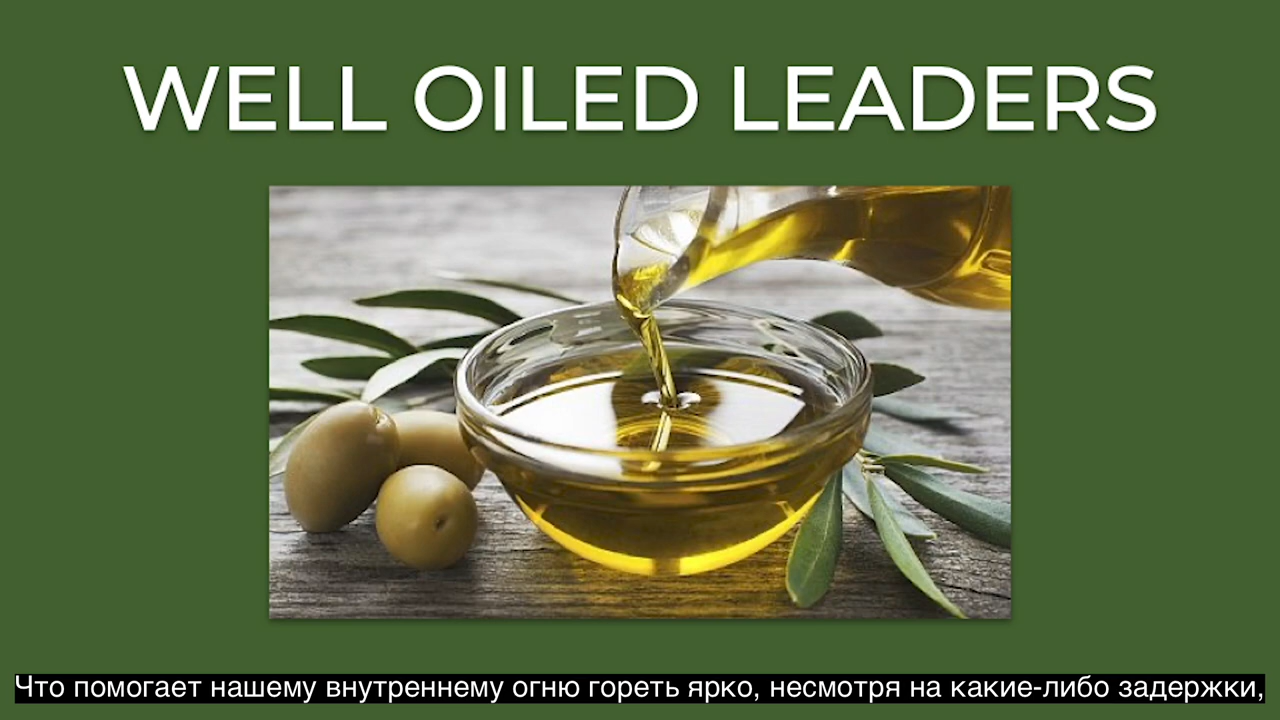 WELL OILED LEADERS
Что помогает нашему внутреннему огню гореть ярко, несмотря на какие-либо задержки,